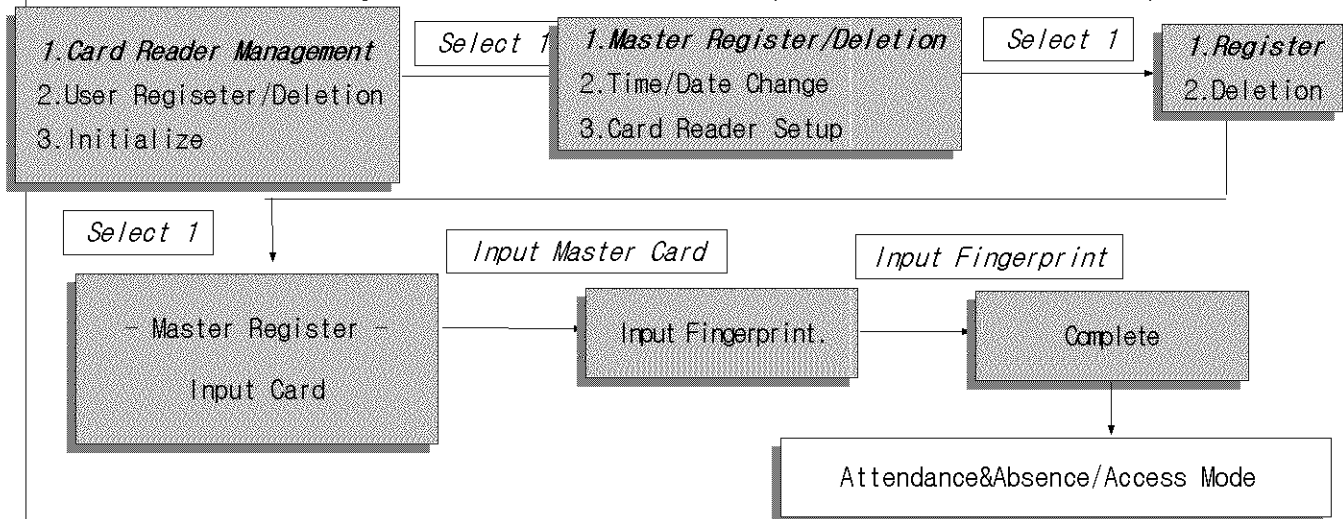 1.Card Reader Management
2.User Regiseter/Deletion
3.Initialize
Select 1
1.Master Register/Deletion
2.Time/Date Change
3.Card Reader Setup
Select 1
1.Register
2.Deletion
Select 1
- Master Register -
Input Card
Input Master Card
Input Fingerprint.
Input Fingerprint
Complete
Attendance&Absence/Access Mode